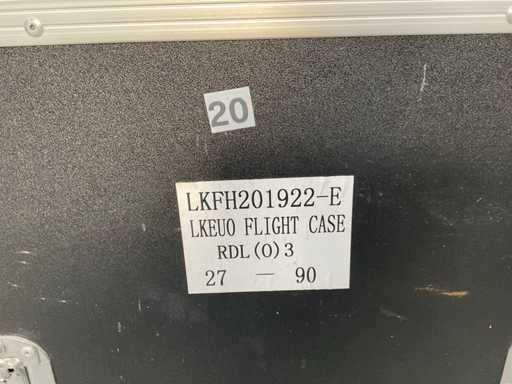 20
LKFH201922-E
LKEUO FLIGHT CASE
RDL(O)3
27 — 90